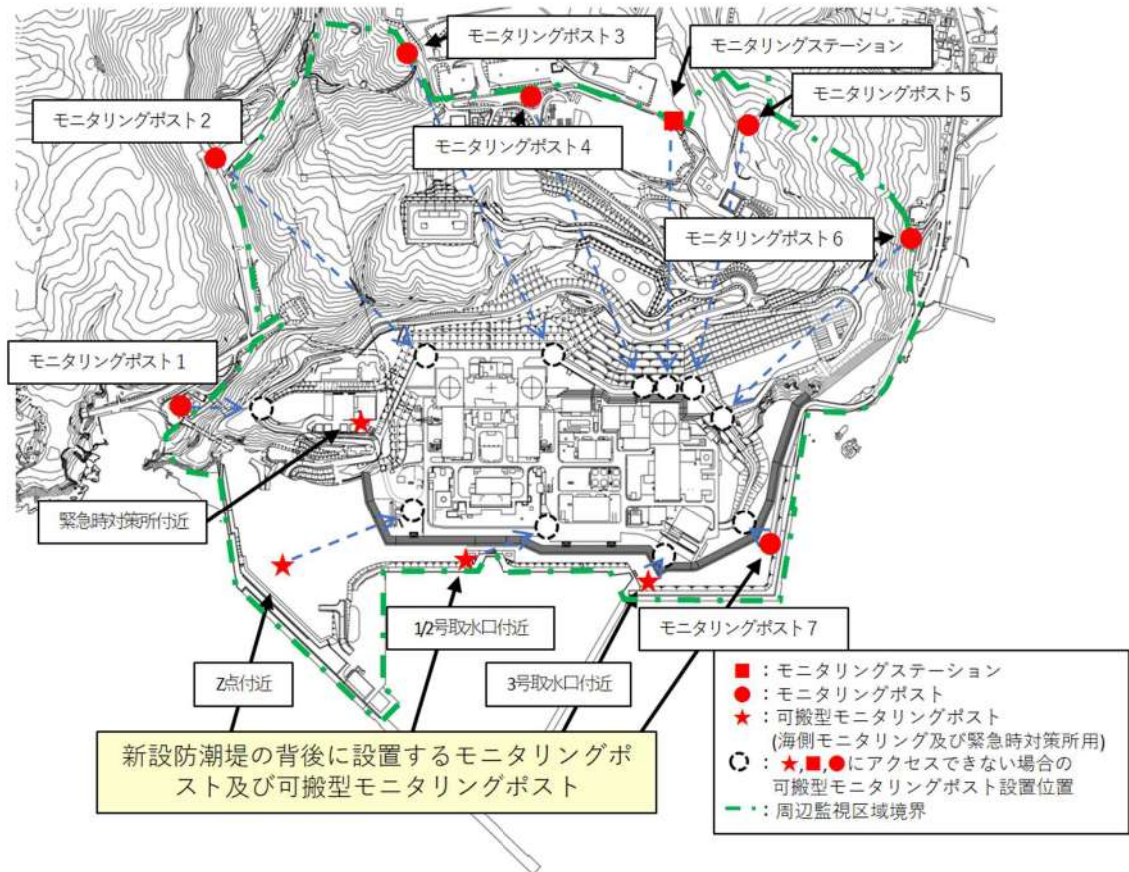 モニタリングポスト3
モニタリングステーション
モニタリングポスト2
モニタリングポスト5
モニタリングポスト4
モニタリングポスト6
モニタリングポスト1
緊急時対策所付近
1/2号取水口付近
モニタリングポスト7
Z点付近
3号取水口付近
新設防潮堤の背後に設置するモニタリングポ
スト及び可搬型モニタリングポスト
■：モニタリングステーション
●：モニタリングポスト
★：可搬型モニタリングポスト
(海側モニタリング及び緊急時対策所用)
：★,■,●にアクセスできない場合の
可搬型モニタリングポスト設置位置
：周辺監視区域境界